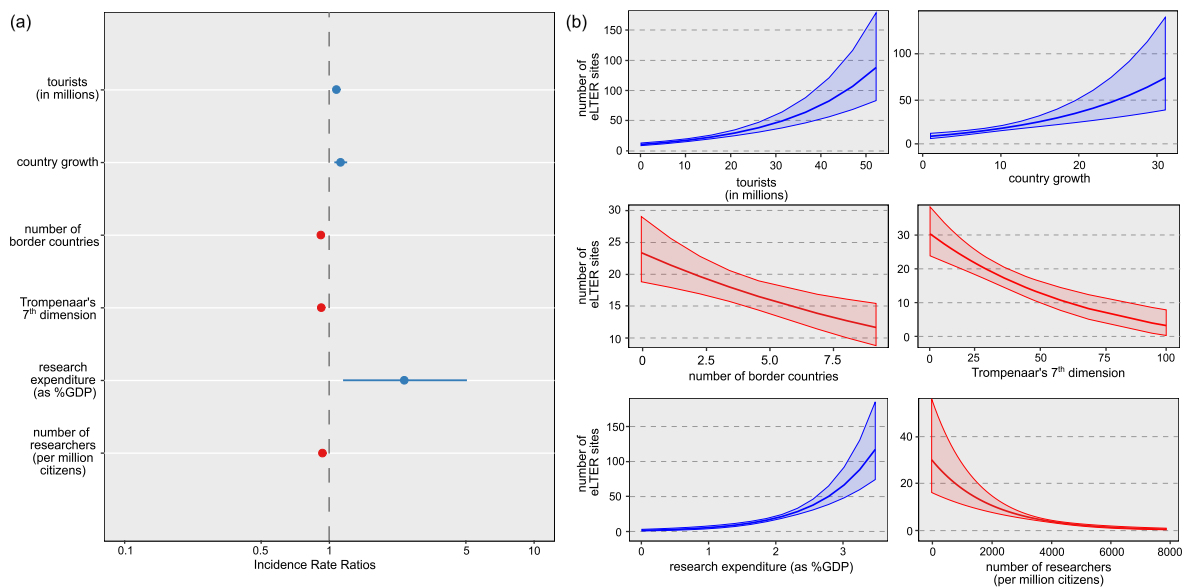 (a)
tourists
(in millions)
country growth
number of
border countries
Trompenaar's
7th dimension
research
expenditure
(as %GDP)
number of
researchers
(per million
citizens)
0.1
0.5
1
5
10
Incidence Rate Ratios
(b)
number of
eLTER sites
150
100
100
50
0
0
10
20
30
40
50
tourists
(in millions)
100
50
0
0
10
20
30
country growth
number of
eLTER sites
30
25
20
15
10
0
2.5
5.0
7.5
number of border countries
30
20
10
0
0
25
50
75
100
Trompenaar's 7th dimension
number of
eLTER sites
150
100
50
0
0
1
2
3
research expenditure (as %GDP)
40
20
0
0
2000
4000
6000
8000
number of researchers
(per million citizens)